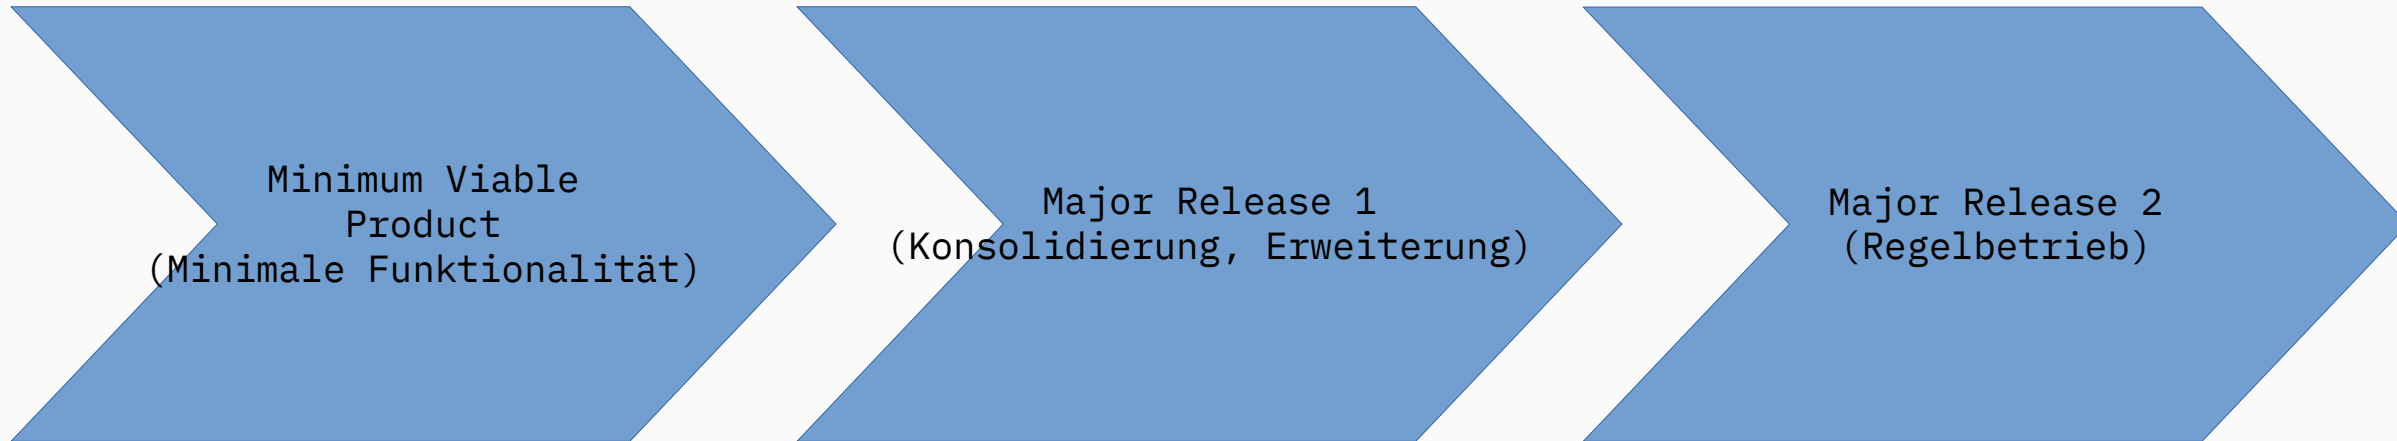 Minimum Viable
Product
(Minimale Funktionalität)
Major Release 1
(Konsolidierung, Erweiterung)
Major Release 2
(Regelbetrieb)